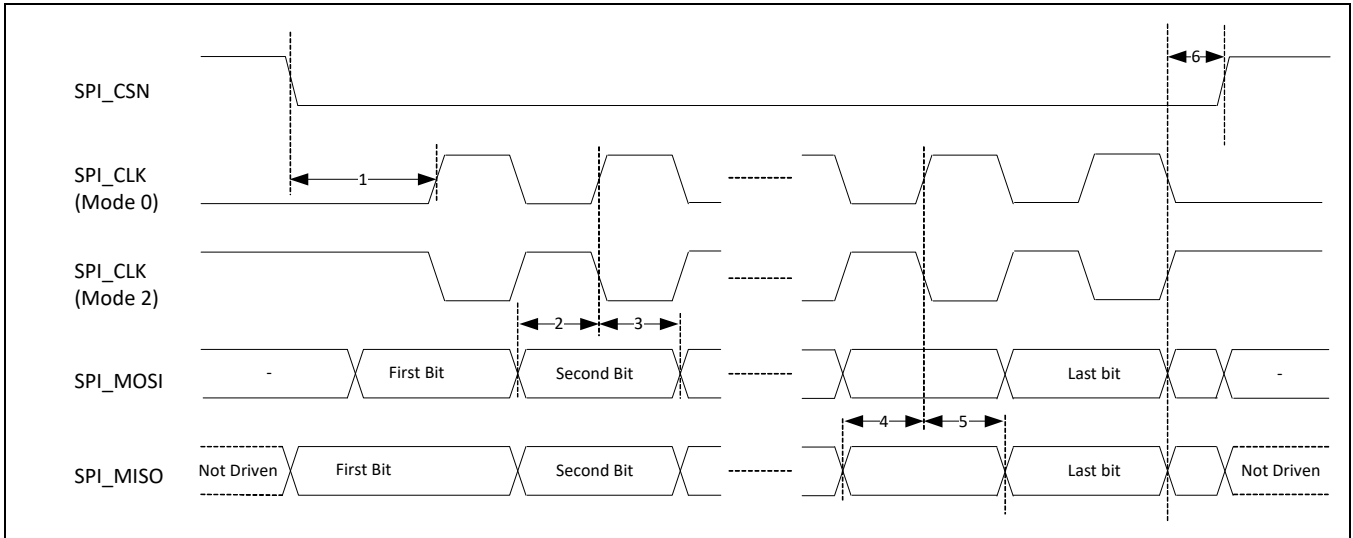 6
SPI_CSN
SPI_CLK
(Mode 0)
1
SPI_CLK
(Mode 2)
2 3
SPI_MOSI - First Bit Second Bit Last bit -
4 5
SPI_MISO Not Driven First Bit Second Bit Last bit Not Driven